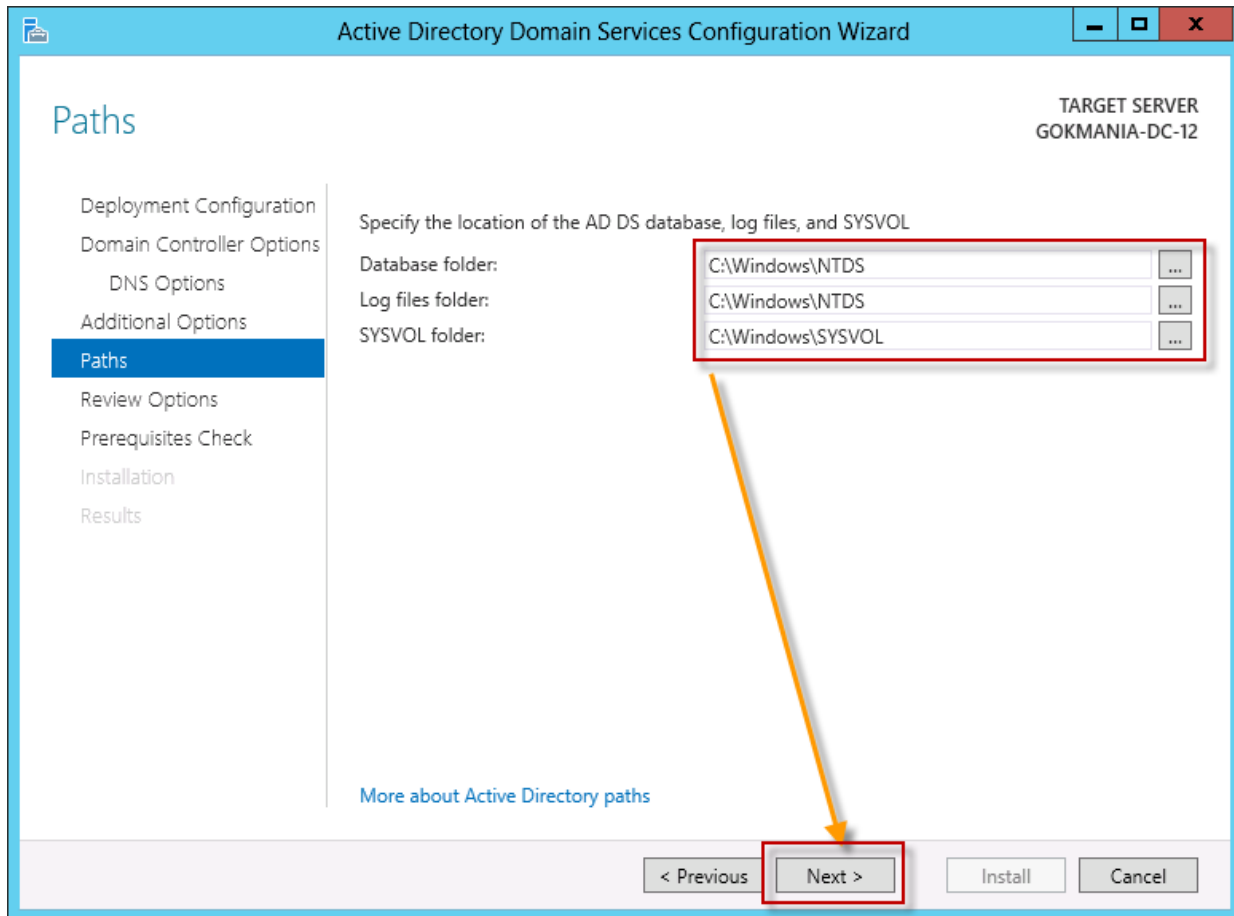 Active Directory Domain Services Configuration Wizard
Paths
TARGET SERVER
GOKMANIA-DC-12
Deployment Configuration
Domain Controller Options
DNS Options
Additional Options
Paths
Review Options
Prerequisites Check
Installation
Results
Specify the location of the AD DS database, log files, and SYSVOL
Database folder: C:\Windows\NTDS ...
Log files folder: C:\Windows\NTDS ...
SYSVOL folder: C:\Windows\SYSVOL ...
More about Active Directory paths
< Previous Next > Install Cancel